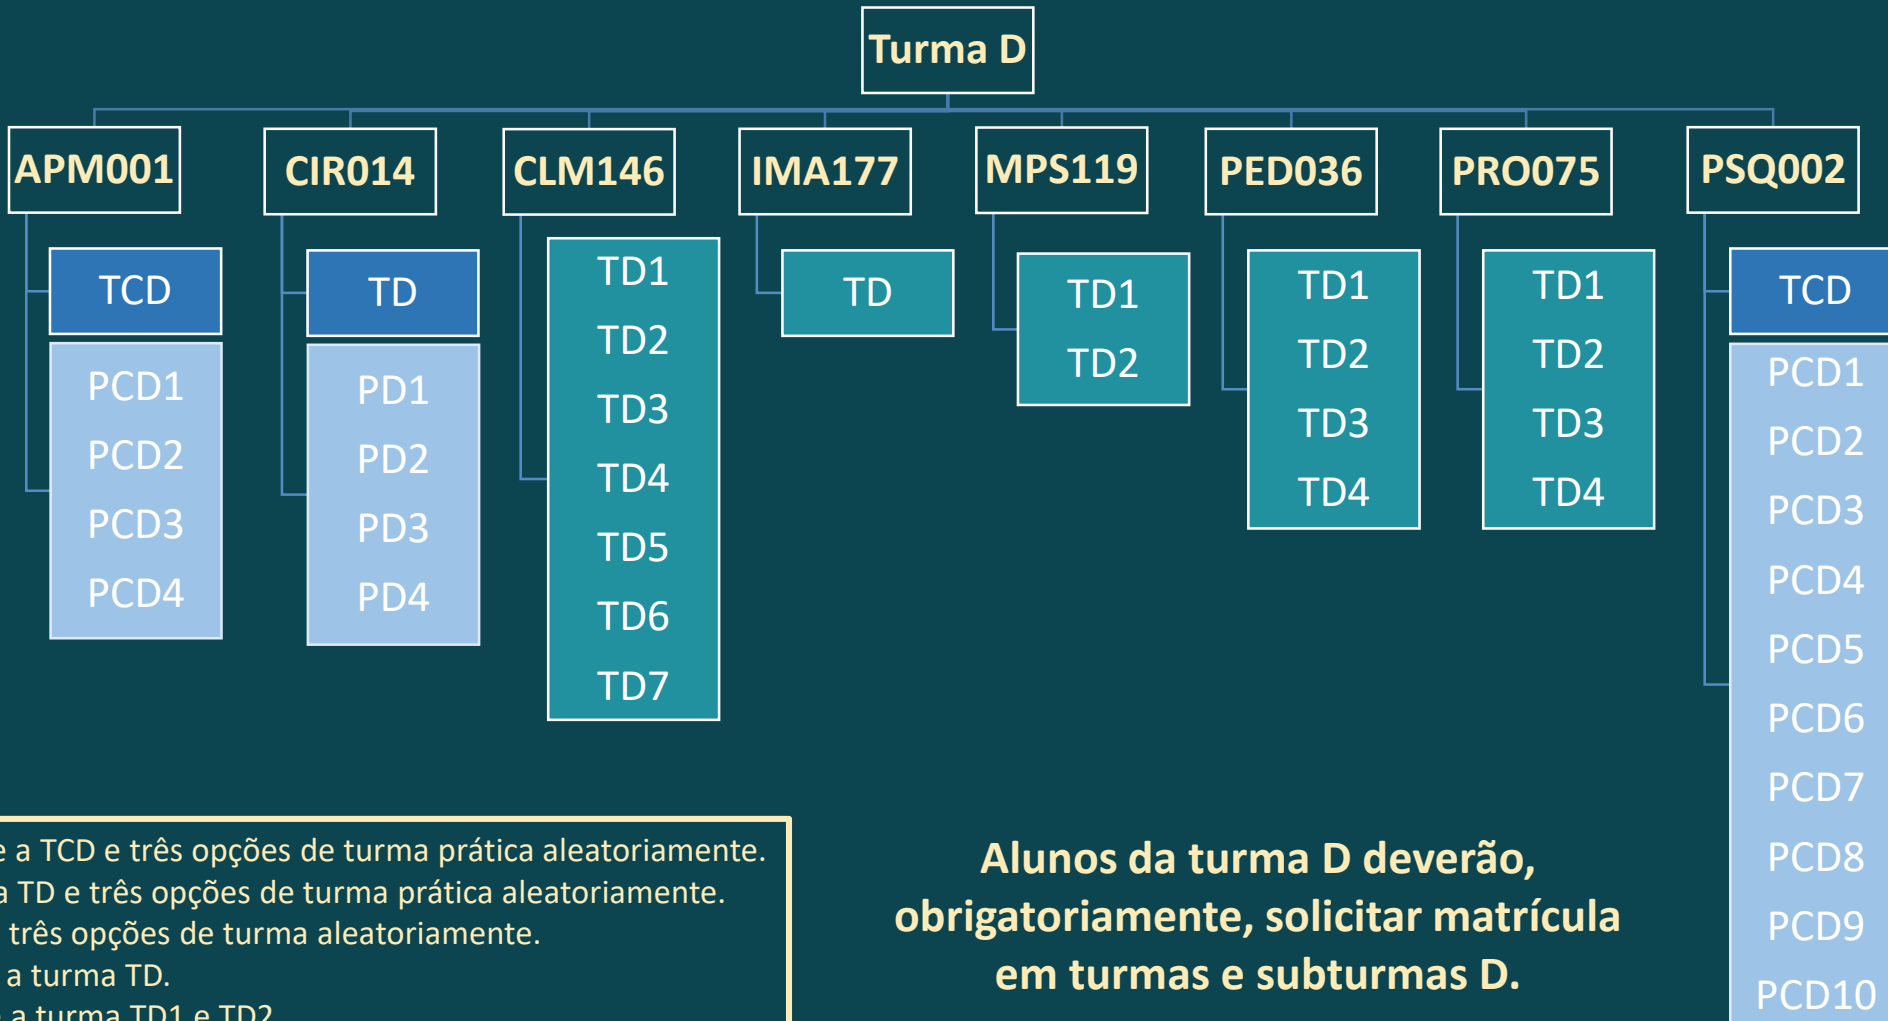 Turma D
APM001
CIR014
CLM146
IMA177
MPS119
PED036
PRO075
PSQ002
TCD
PCD1
PCD2
PCD3
PCD4
TD
PD1
PD2
PD3
PD4
TD1
TD2
TD3
TD4
TD5
TD6
TD7
TD
TD1
TD2
TD1
TD2
TD3
TD4
TD1
TD2
TD3
TD4
TCD
PCD1
PCD2
PCD3
PCD4
PCD5
PCD6
PCD7
PCD8
PCD9
PCD10
a TCD e três opções de turma prática aleatoriamente.
a TD e três opções de turma prática aleatoriamente.
três opções de turma aleatoriamente.
a turma TD.
a turma TD1 e TD2
Alunos da turma D deverão,
obrigatoriamente, solicitar matrícula
em turmas e subturmas D.